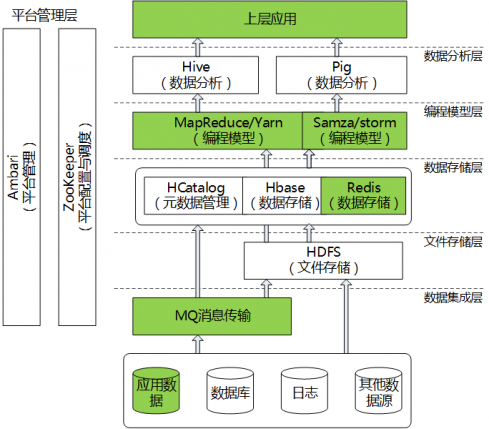 平台管理层
上层应用
数据分析层
Hive
（数据分析）
Pig
（数据分析）
编程模型层
MapReduce/Yarn
（编程模型）
Samza/storm
（编程模型）
数据存储层
HCatalog
（元数据管理）
Hbase
（数据存储）
Redis
（数据存储）
文件存储层
HDFS
（文件存储）
数据集成层
MQ消息传输
应用数
据
数据库
日志
其他数
据源
Ambari
（平台管理）
ZooKeeper
（平台配置与调度）